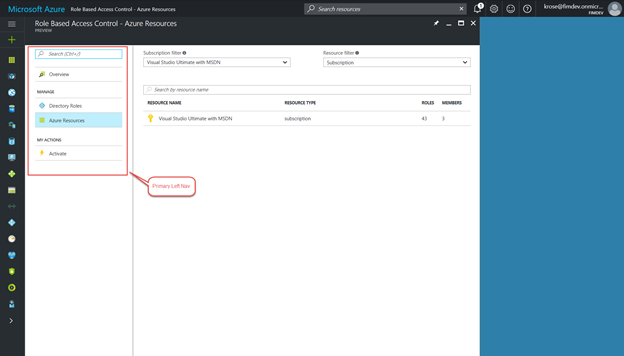 Microsoft Azure Role Based Access Control - Azure Resources
Search resources
krose@fimdev.onmicr...
FIMDEV
Role Based Access Control - Azure Resources
PREVIEW
Search (Ctrl+/)
Overview
MANAGE
Directory Roles
Azure Resources
MY ACTIONS
Activate
Primary Left Nav
Subscription filter
Resource filter
Visual Studio Ultimate with MSDN
Subscription
Search by resource name
RESOURCE NAME RESOURCE TYPE ROLES MEMBERS
Visual Studio Ultimate with MSDN subscription 43 3